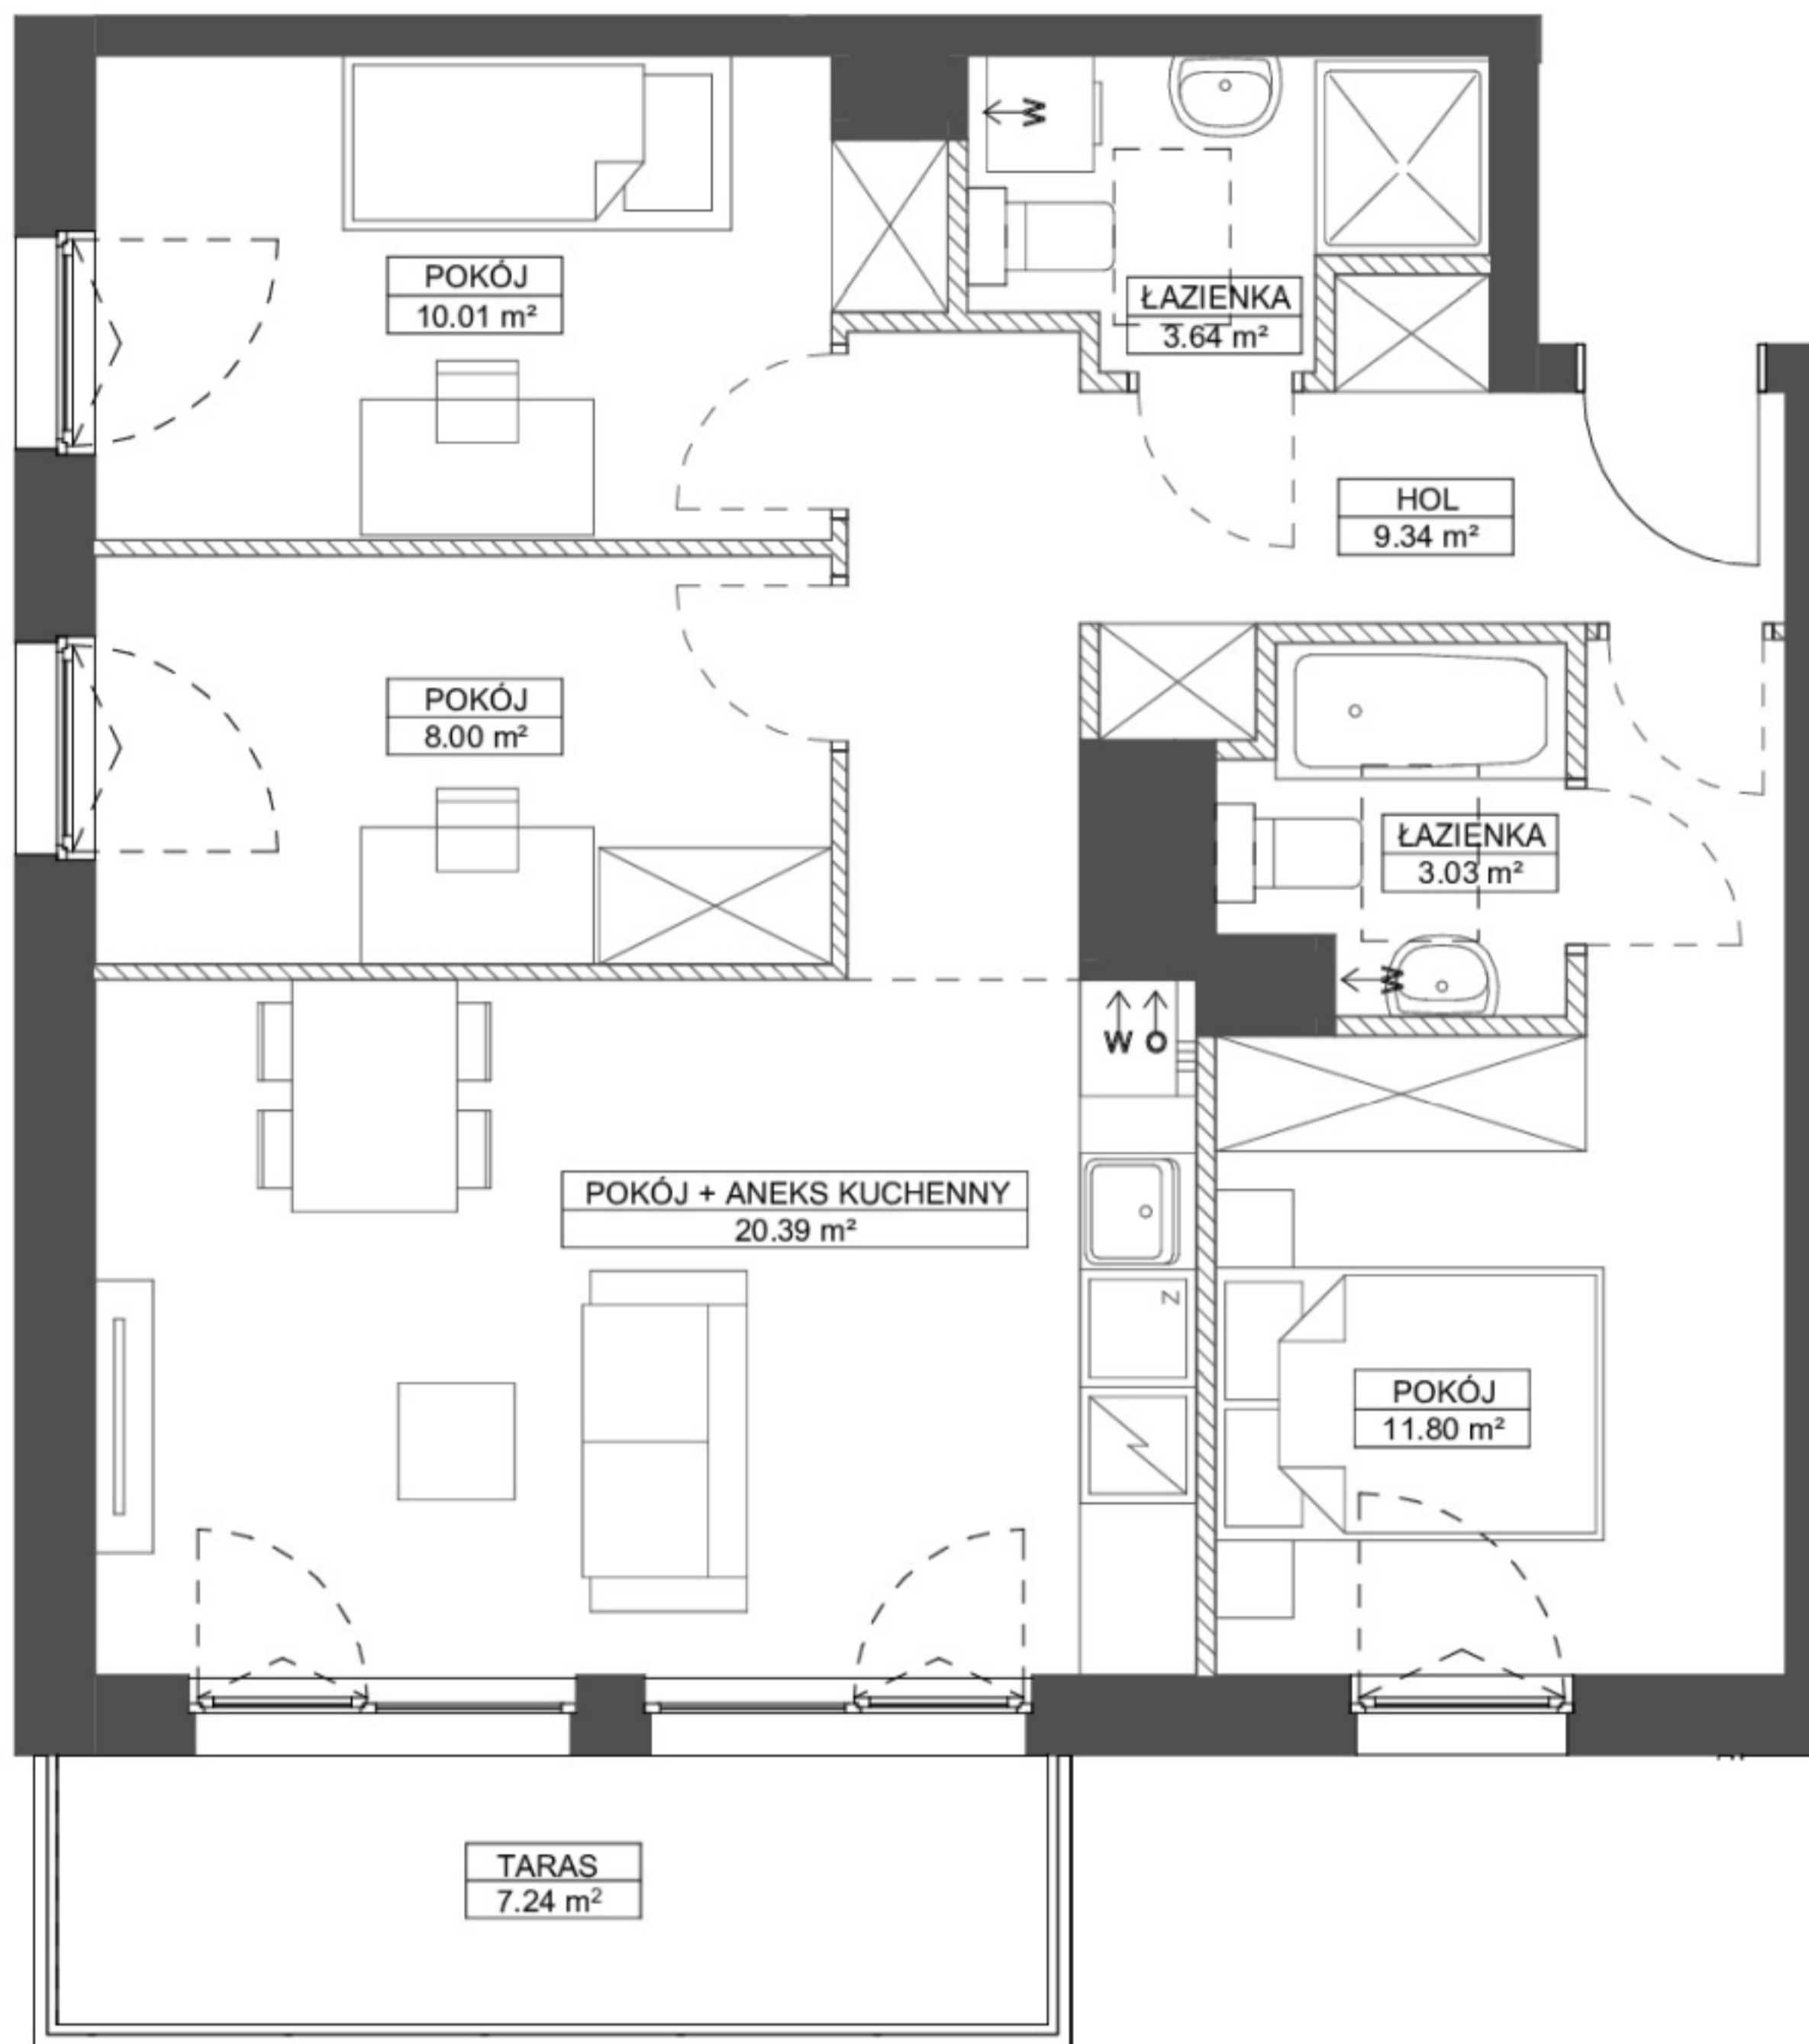 W
POKÓJ
10.01 m²
ŁAZIENKA
3.64 m²
HOL
9.34 m²
POKÓJ
8.00 m²
ŁAZIENKA
3.03 m²
W
W O
POKÓJ + ANEKS KUCHENNY
20.39 m²
Z
POKÓJ
11.80 m²
TARAS
7.24 m²